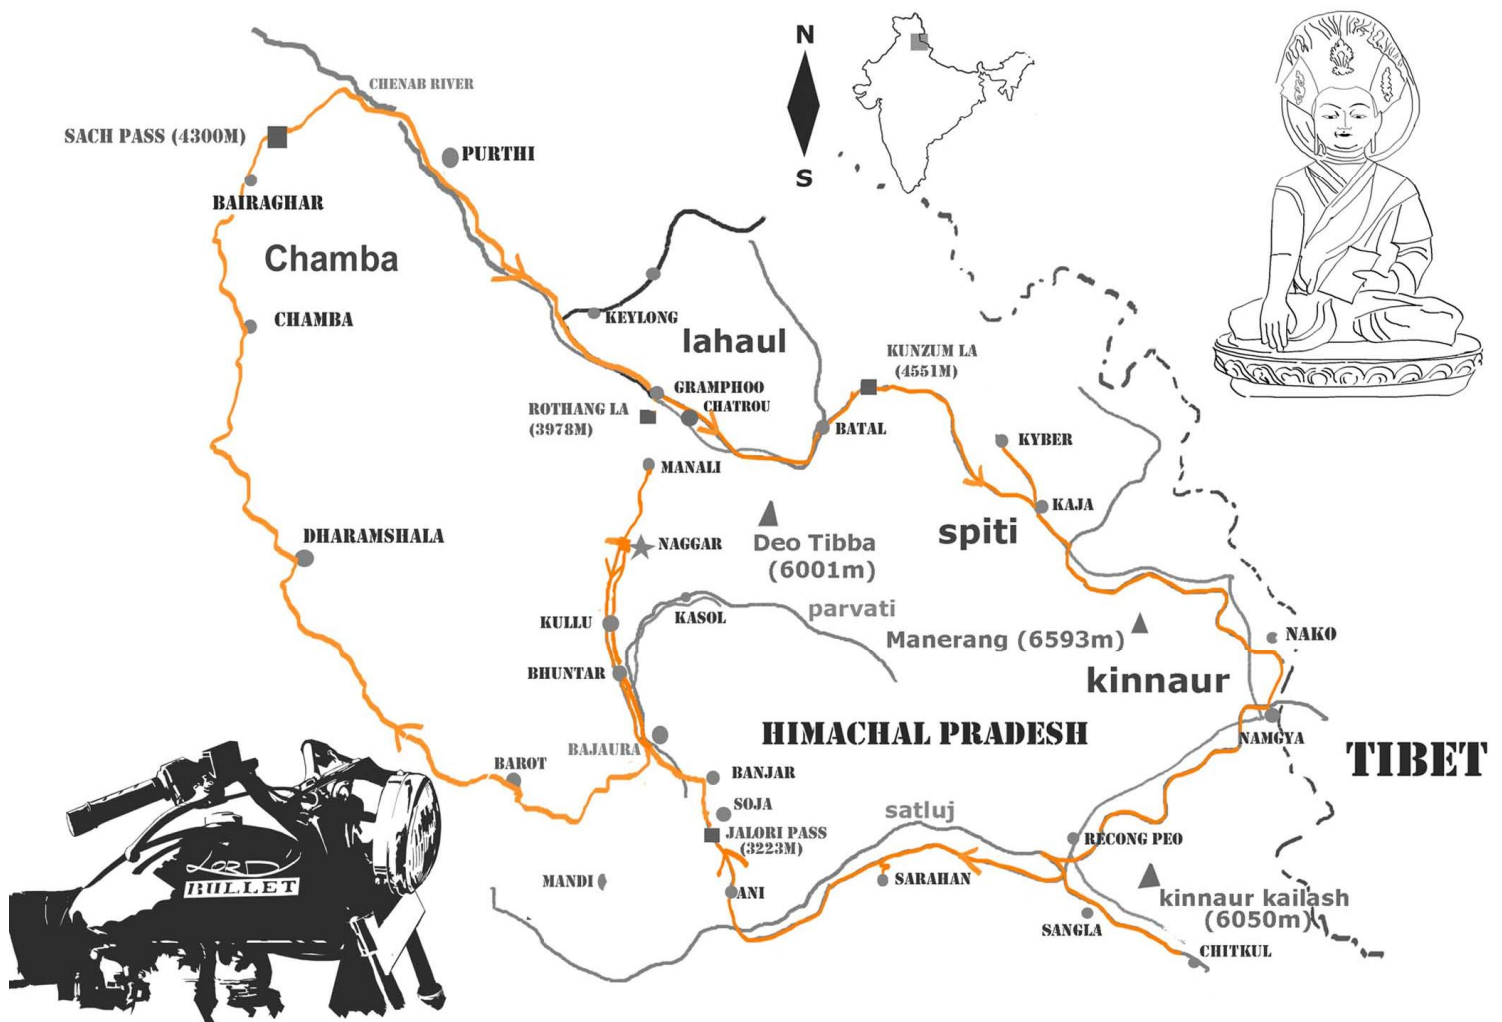 N
CHENAB RIVER
SACH PASS (4300M)
PURTHI
S
BAIRAGHAR
Chamba
CHAMBA
KEYLONG
lahaul
KUNZUM LA
(4551M)
GRAMPHOO
CHATROU
ROTHANG LA
(3978M)
BATAL
KYBER
MANALI
KAJA
spiti
DHARAMSHALA
NAGGAR
Deo Tibba
(6001m)
KULLU
KASOL
parvati
Manerang (6593m)
NAKO
BHUNTAR
kinnaur
HIMACHAL PRADESH
NAMGYA
TIBET
BAJAURA
BAROT
BANJAR
SOJA
satluj
JALORI PASS
(3223M)
RECONG PEO
MANDI
ANI
SARAHAN
kinnaur kailash
(6050m)
SANGLA
CHITKUL
LORD
BULLET